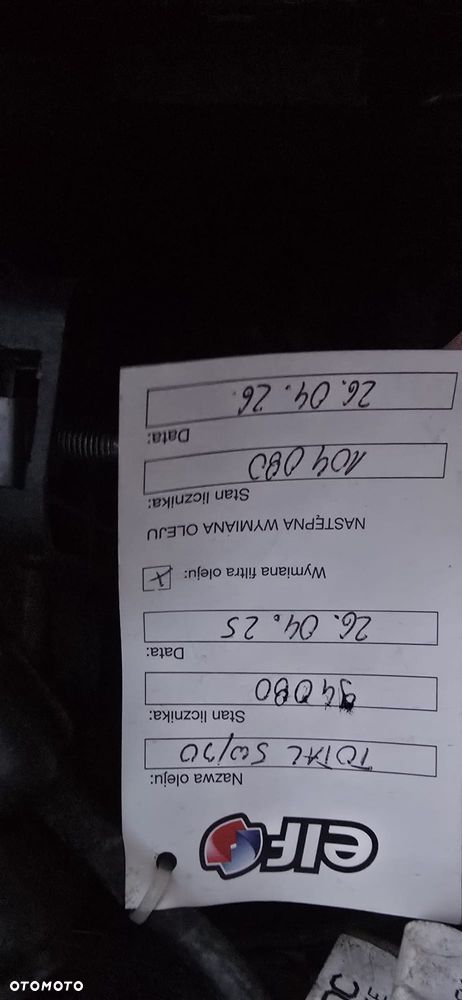 elf
Nazwa oleju:
TOTAL 5W/30
Stan licznika:
94080
Data:
26.04.25
Wymiana filtra oleju: X
NASTĘPNA WYMIANA OLEJU
Stan licznika:
104080
Data:
26.04.26
OTOMOTO